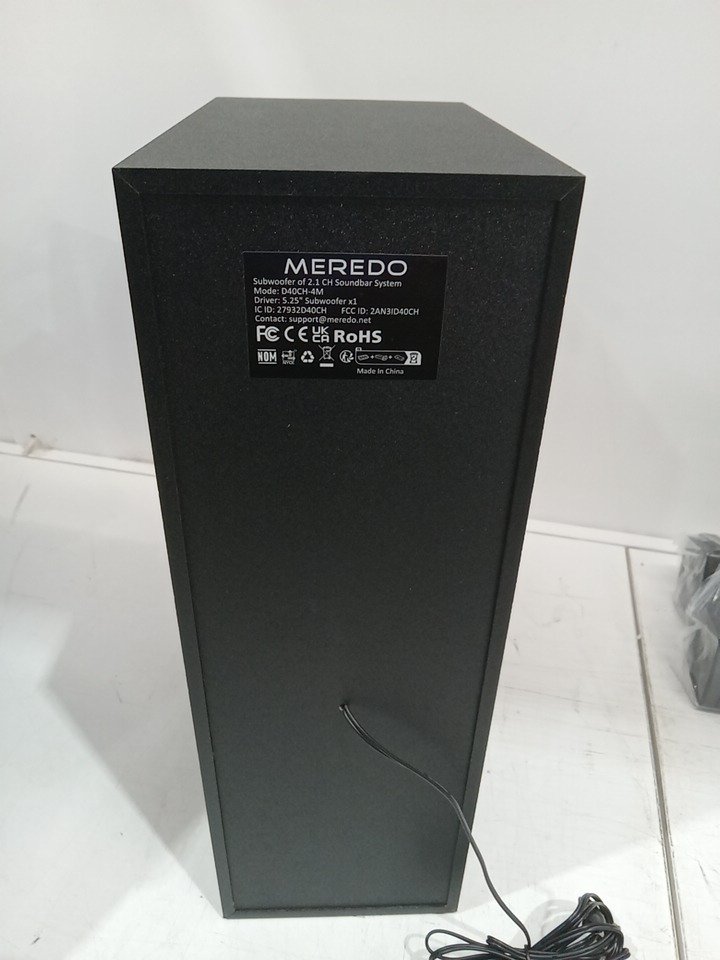 MEREDO
Subwoofer of 2.1 CH Soundbar System
Mode: D40CH-4M
Driver: 5.25" Subwoofer x1
IC ID: 27932D40CH FCC ID: 2AN3ID40CH
Contact: support@meredo.net
FC CE UK CA RoHS
NOM
Made In China